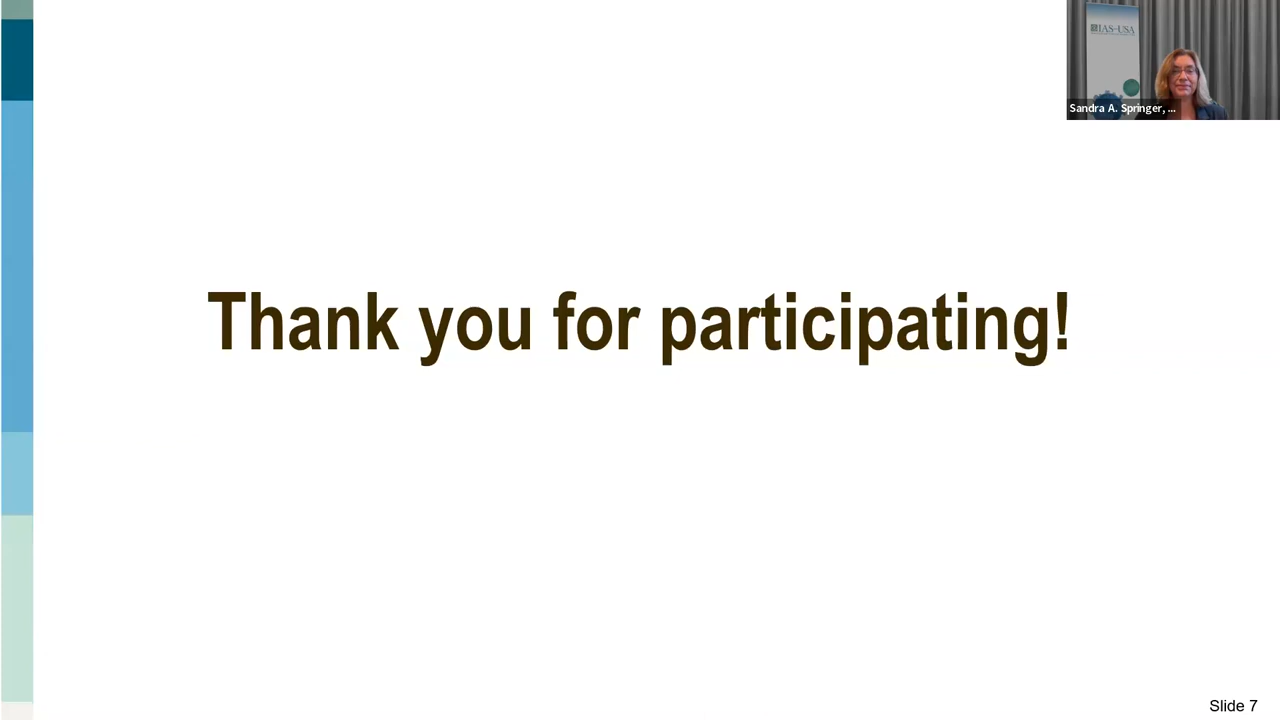 IAS–USA
Sandra A. Springer, ...
Thank you for participating!
Slide 7